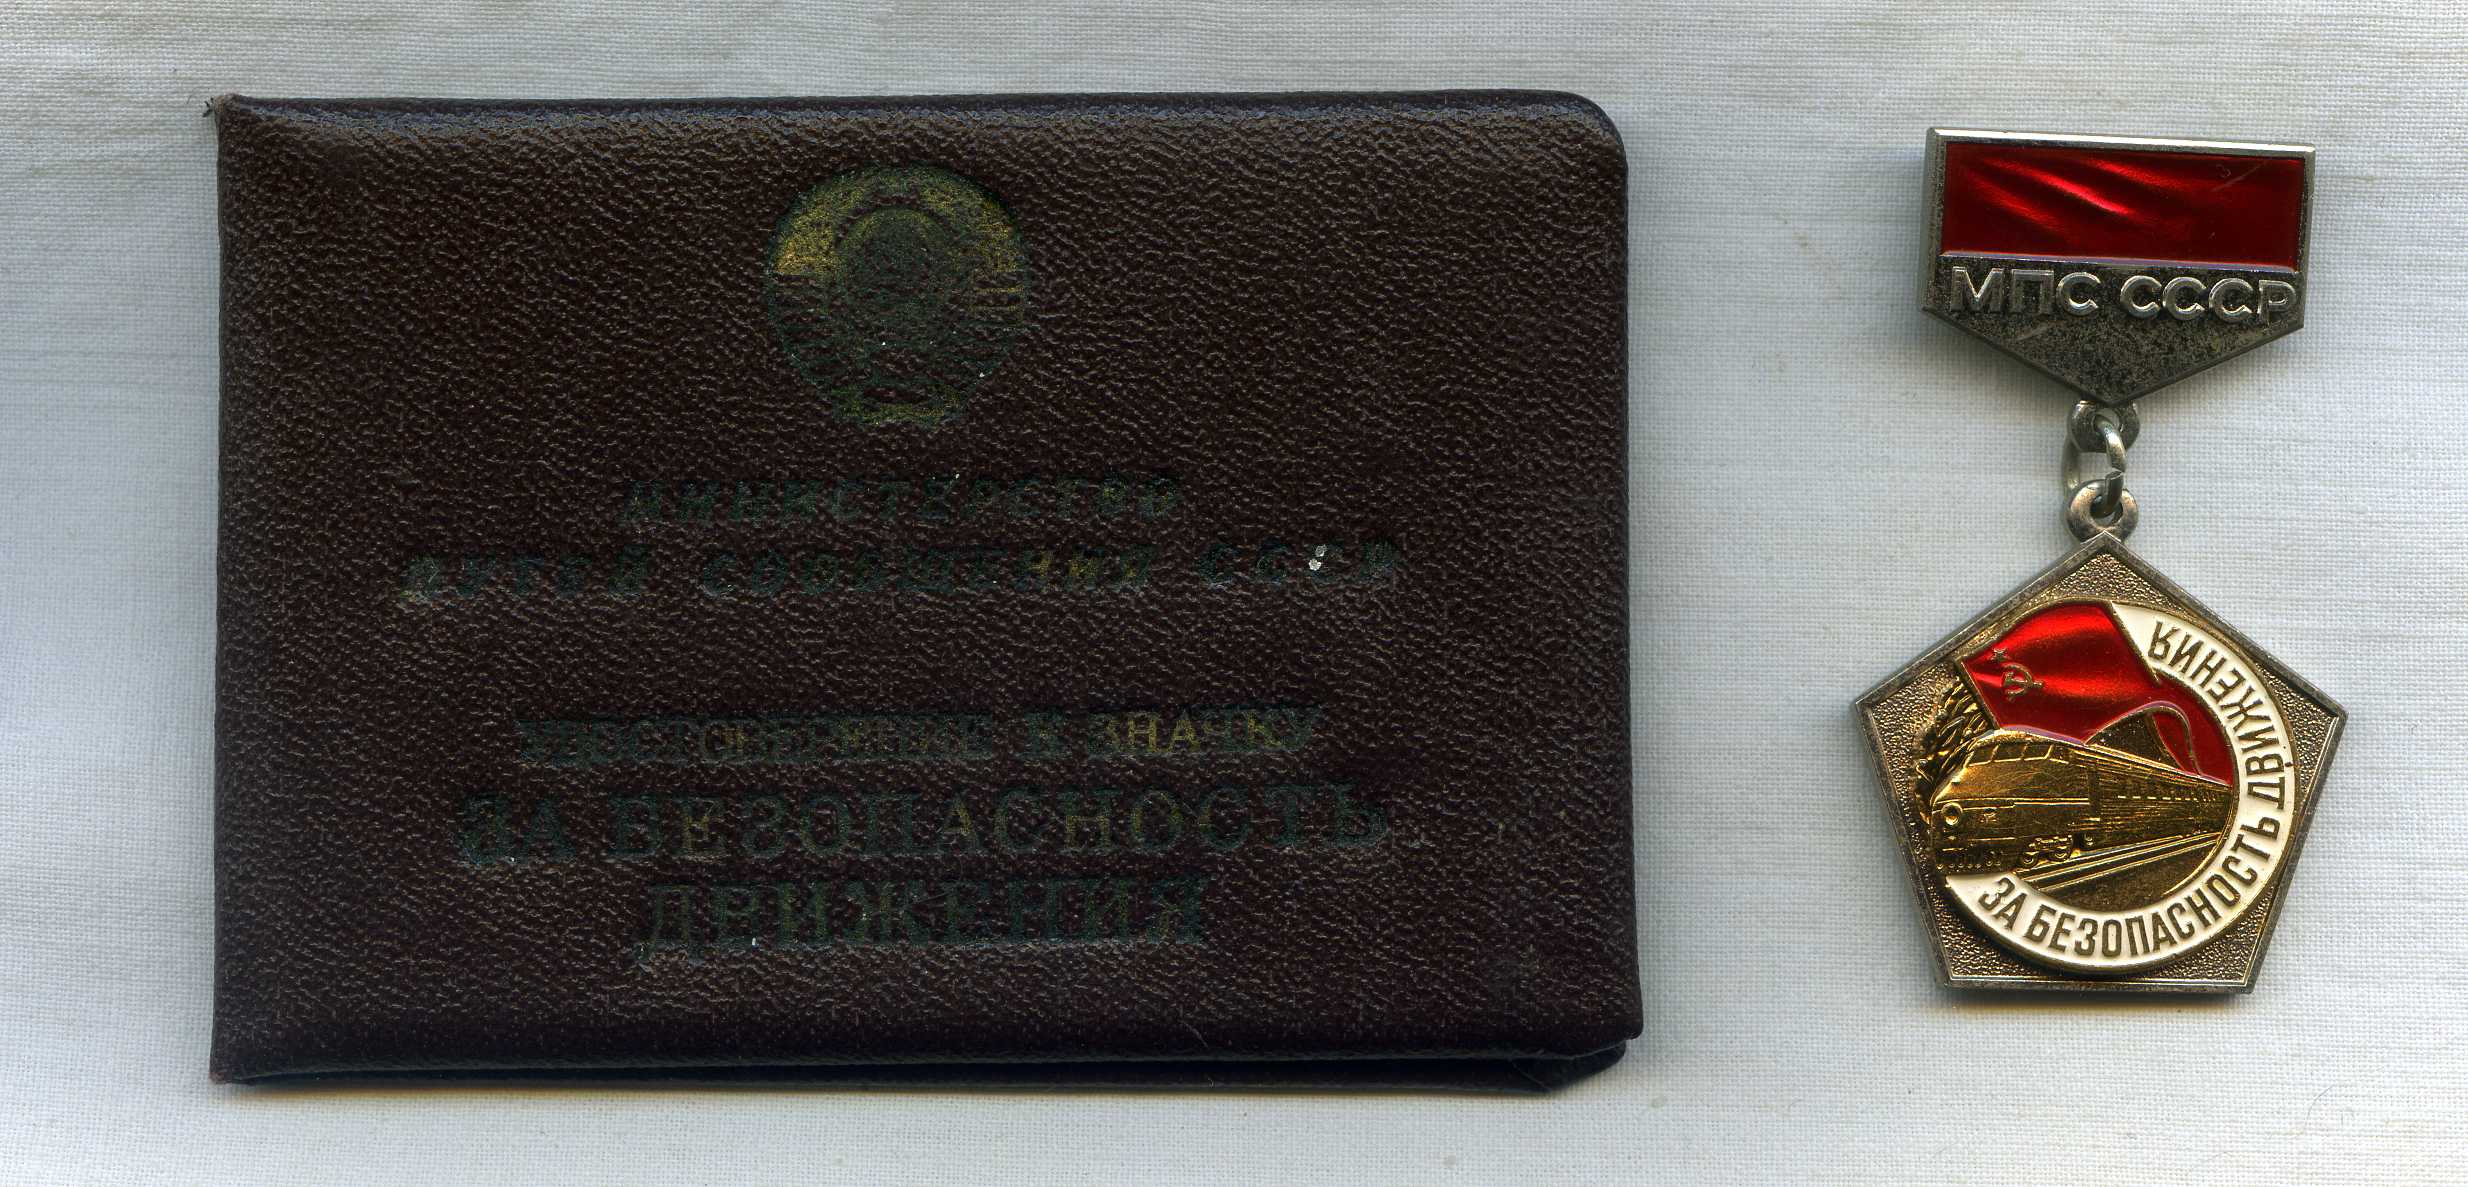 МИНИСТЕРСТВО
ПУТЕЙ СООБЩЕНИЯ СССР
УДОСТОВЕРЕНИЕ К ЗНАЧКУ
ЗА БЕЗОПАСНОСТЬ
ДВИЖЕНИЯ
МПС СССР
ЗА БЕЗОПАСНОСТЬ ДВИЖЕНИЯ